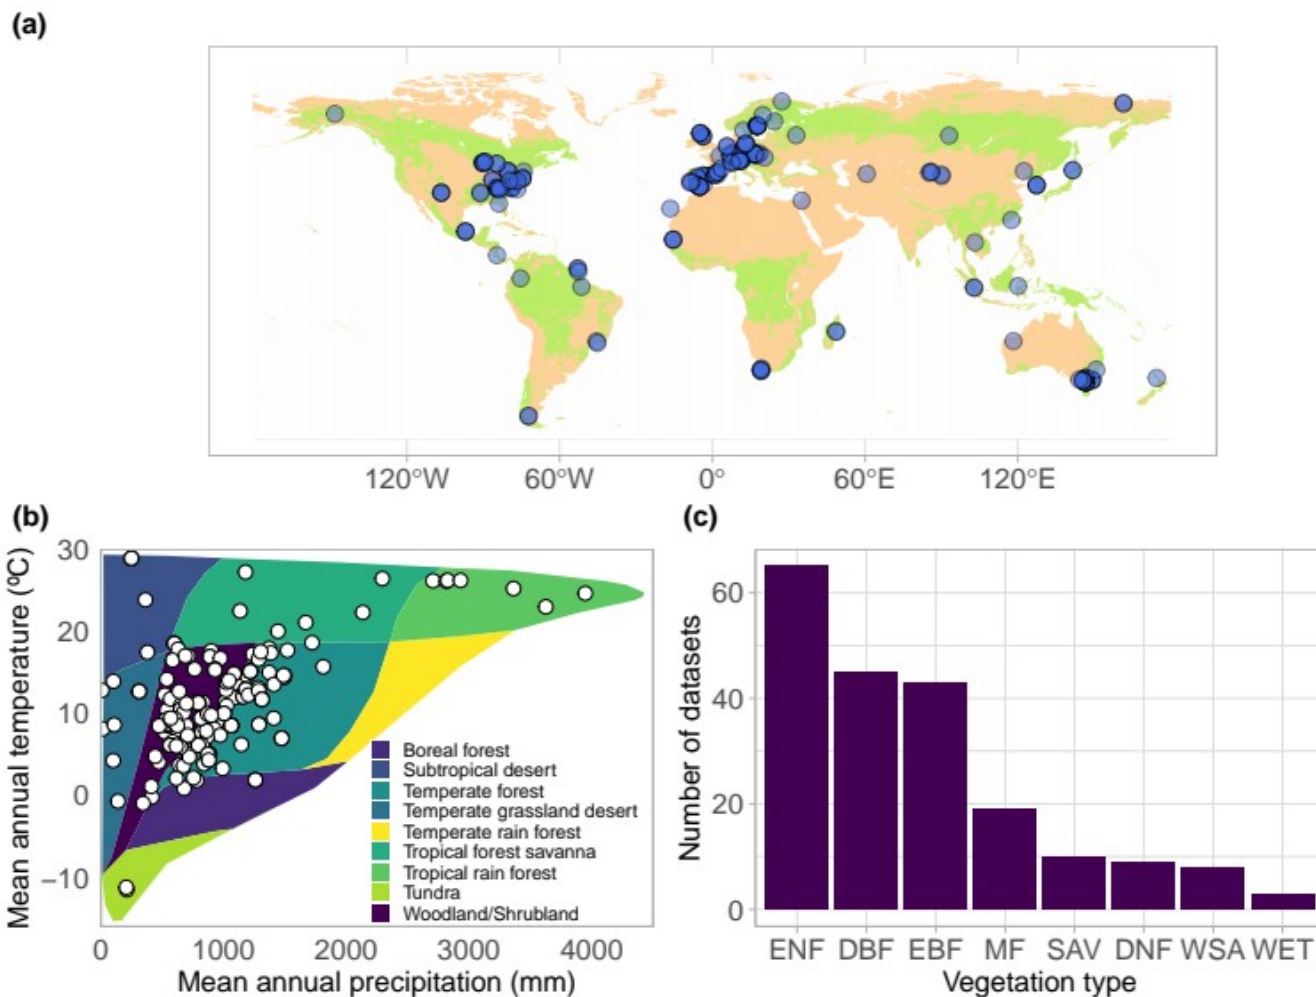 (a)
120°W 60°W 0° 60°E 120°E
(b)
Mean annual temperature (ºC)
30
20
10
0
−10
Boreal forest
Subtropical desert
Temperate forest
Temperate grassland desert
Temperate rain forest
Tropical forest savanna
Tropical rain forest
Tundra
Woodland/Shrubland
0 1000 2000 3000 4000
Mean annual precipitation (mm)
(c)
Number of datasets
60
40
20
0
ENF DBF EBF MF SAV DNF WSA WET
Vegetation type